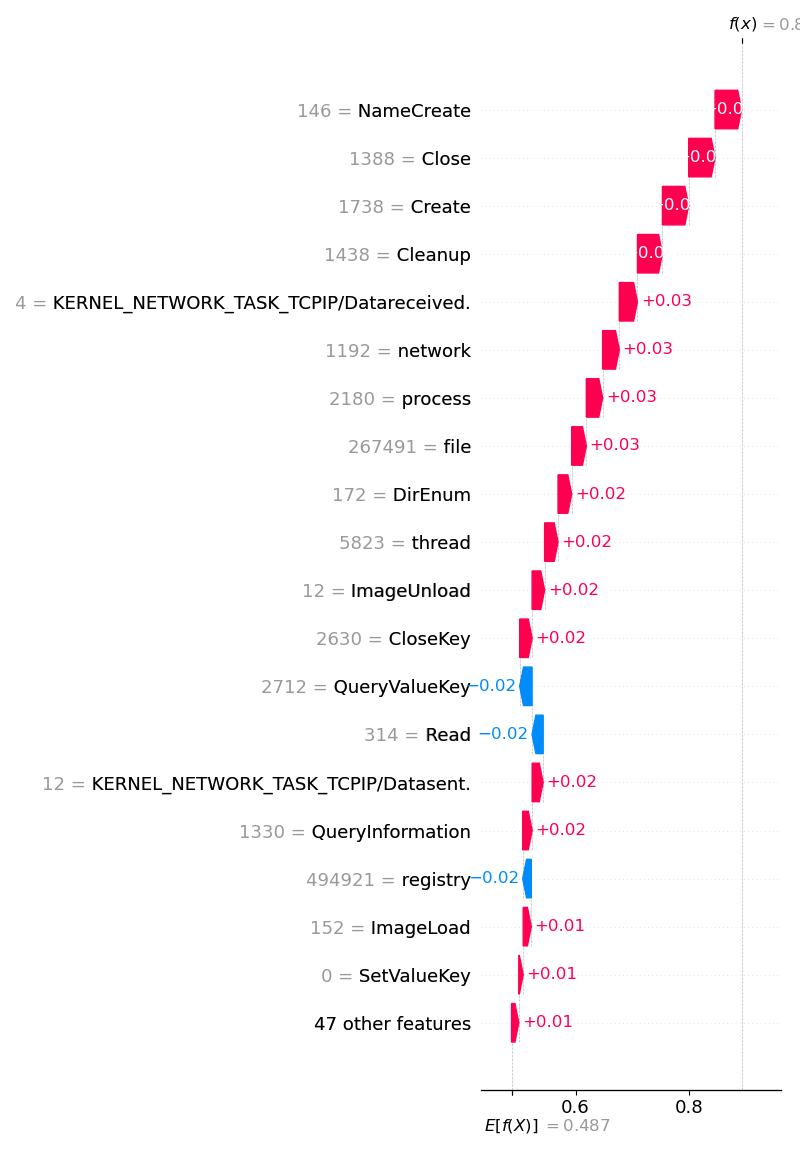 f(x) = 0.8
146 = NameCreate
1388 = Close
1738 = Create
1438 = Cleanup
4 = KERNEL_NETWORK_TASK_TCPIP/Datareceived. +0.03
1192 = network +0.03
2180 = process +0.03
267491 = file +0.03
172 = DirEnum +0.02
5823 = thread +0.02
12 = ImageUnload +0.02
2630 = CloseKey +0.02
2712 = QueryValueKey −0.02
314 = Read −0.02
12 = KERNEL_NETWORK_TASK_TCPIP/Datasent. +0.02
1330 = QueryInformation +0.02
494921 = registry −0.02
152 = ImageLoad +0.01
0 = SetValueKey +0.01
47 other features +0.01
0.6 0.8
E[f(X)] = 0.487